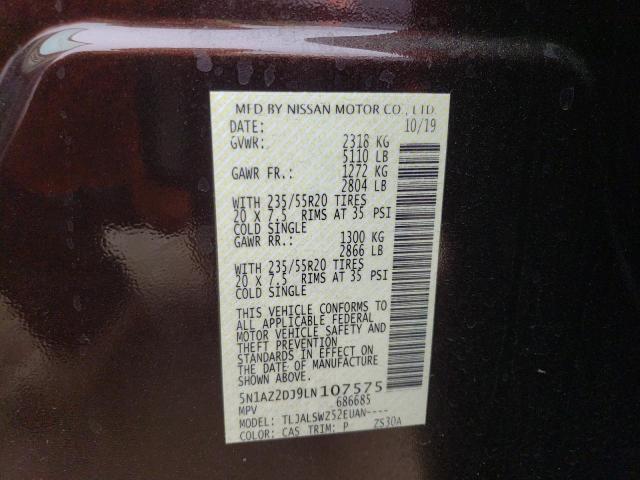 MFD BY NISSAN MOTOR CO., LTD.
DATE: 10/19
GVWR: 2318 KG
5110 LB
GAWR FR.: 1272 KG
2804 LB
WITH 235/55R20 TIRES
20 X 7.5 RIMS AT 35 PSI
COLD SINGLE
GAWR RR.: 1300 KG
2866 LB
WITH 235/55R20 TIRES
20 X 7.5 RIMS AT 35 PSI
COLD SINGLE
THIS VEHICLE CONFORMS TO
ALL APPLICABLE FEDERAL
MOTOR VEHICLE SAFETY AND
THEFT PREVENTION
STANDARDS IN EFFECT ON
THE DATE OF MANUFACTURE
SHOWN ABOVE.
5N1AZ2DJ9LN107575
MPV 686685
MODEL: TLJALSWZ52EUAN----
COLOR: CAS TRIM: P ZS30A